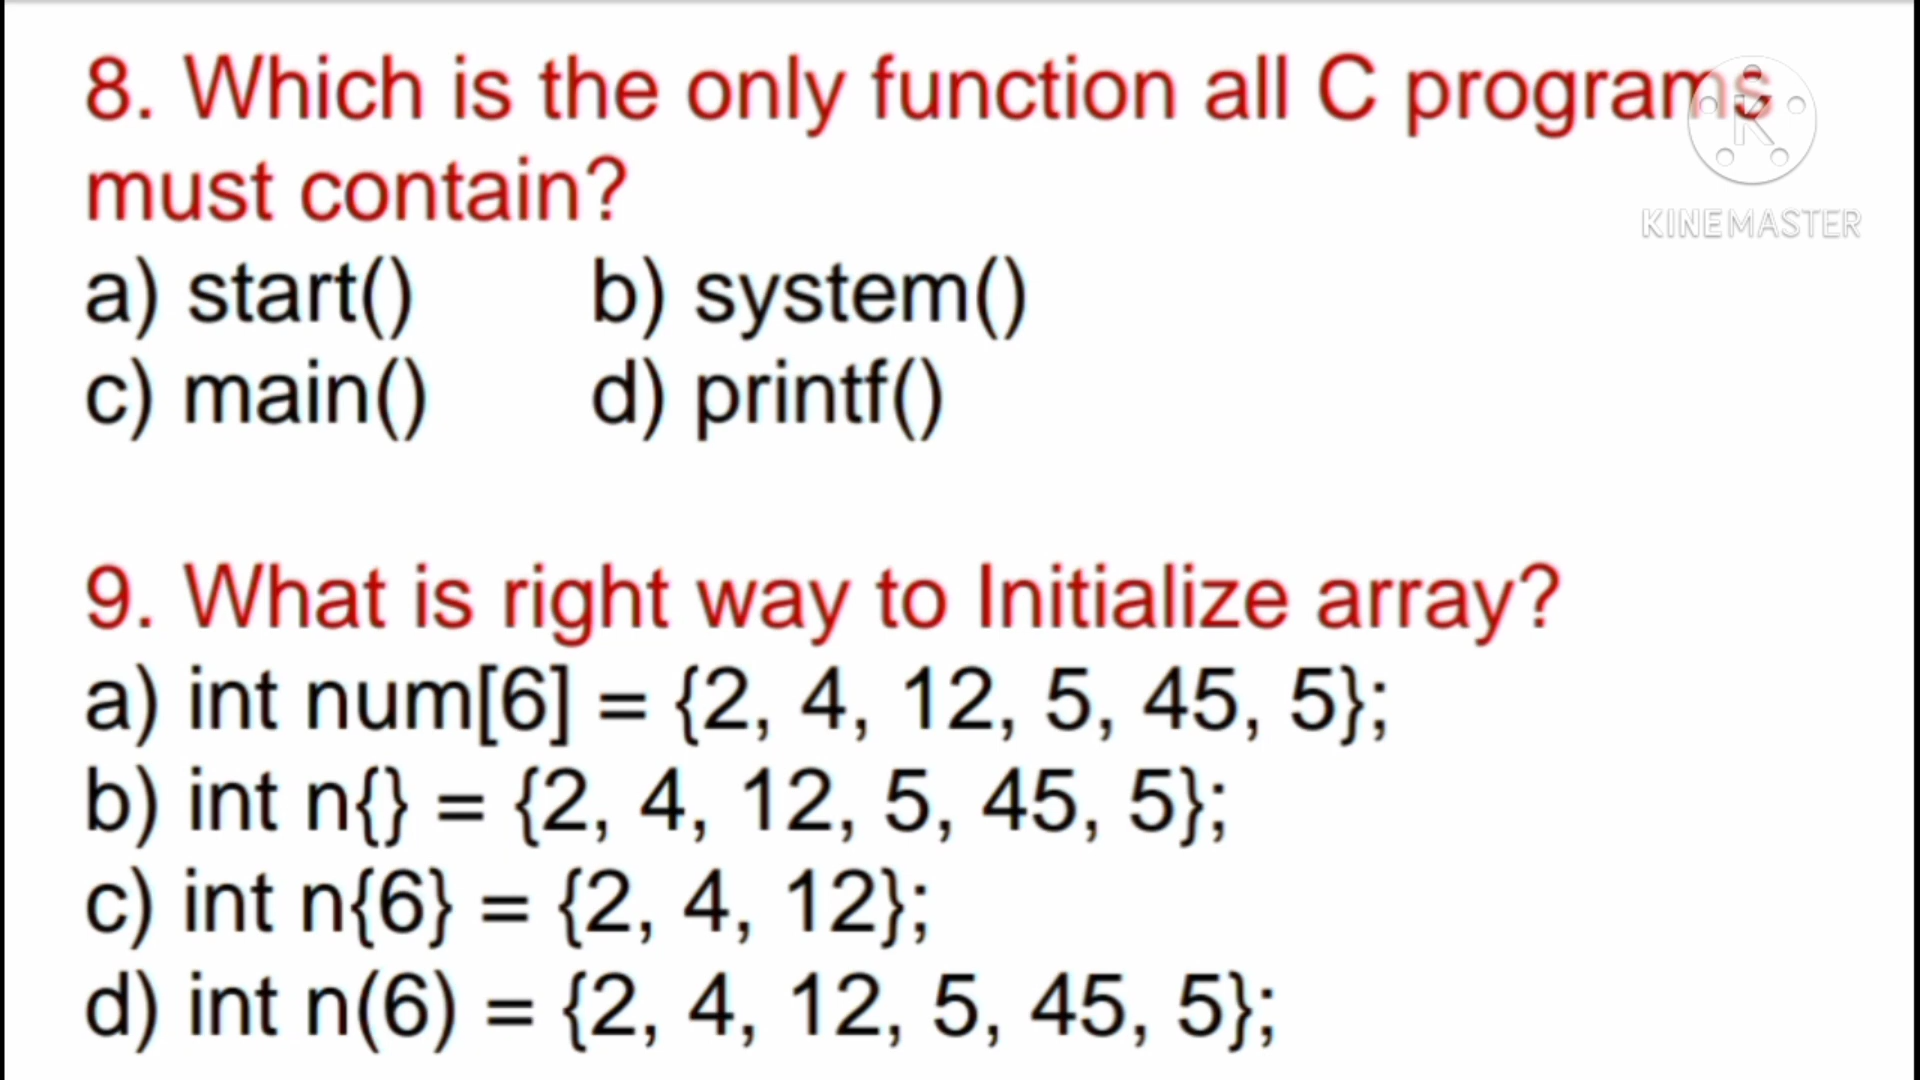 8. Which is the only function all C programs
must contain?
a) start() b) system()
c) main() d) printf()
KINEMASTER
9. What is right way to Initialize array?
a) int num[6] = {2, 4, 12, 5, 45, 5};
b) int n{} = {2, 4, 12, 5, 45, 5};
c) int n{6} = {2, 4, 12};
d) int n(6) = {2, 4, 12, 5, 45, 5};